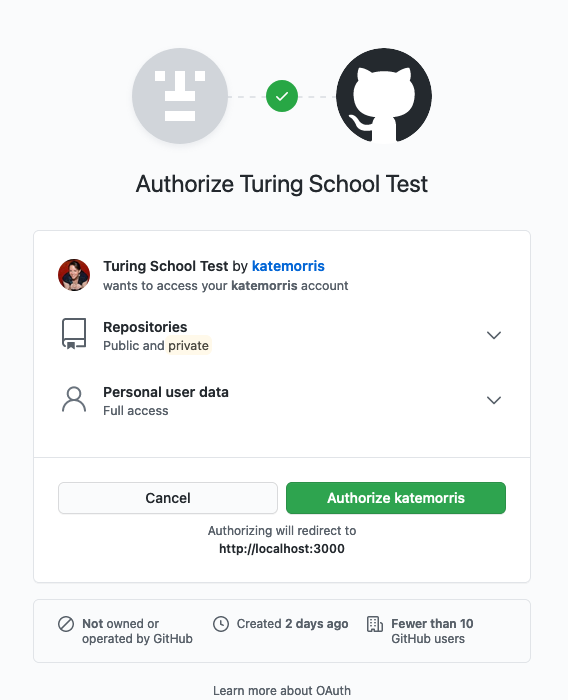 Authorize Turing School Test
Turing School Test by katemorris
wants to access your katemorris account
Repositories
Public and private
Personal user data
Full access
Cancel
Authorize katemorris
Authorizing will redirect to
http://localhost:3000
Not owned or
operated by GitHub
Created 2 days ago
Fewer than 10
GitHub users
Learn more about OAuth